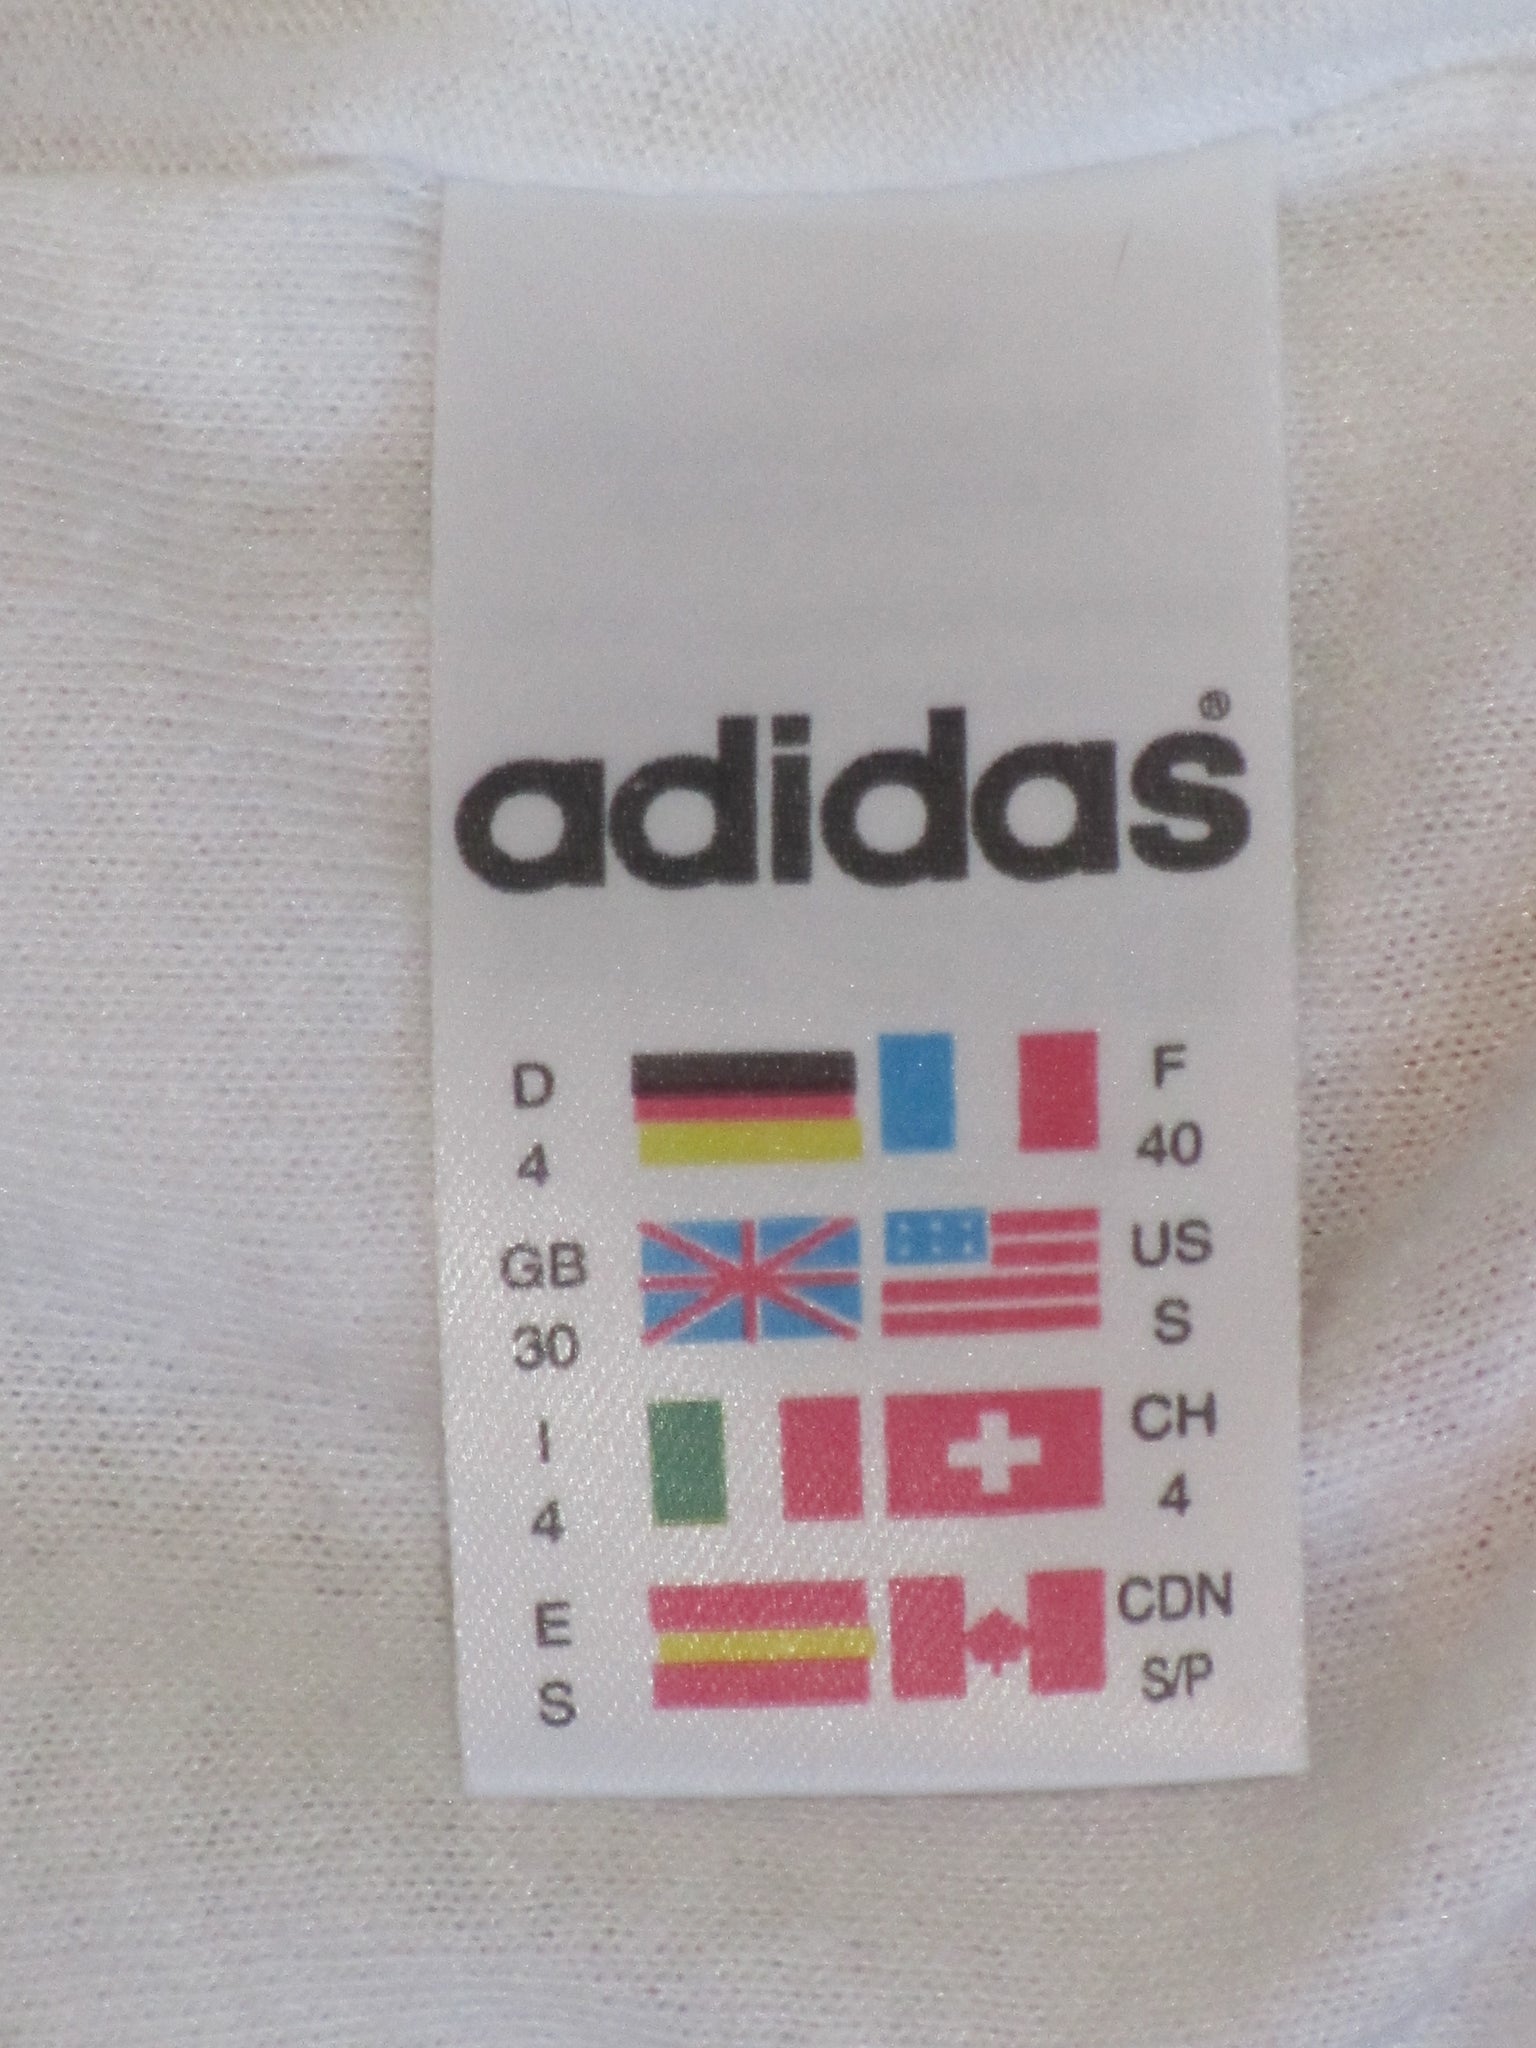 adidas®
D F
4 40
GB US
30 S
I CH
4 4
E CDN
S S/P